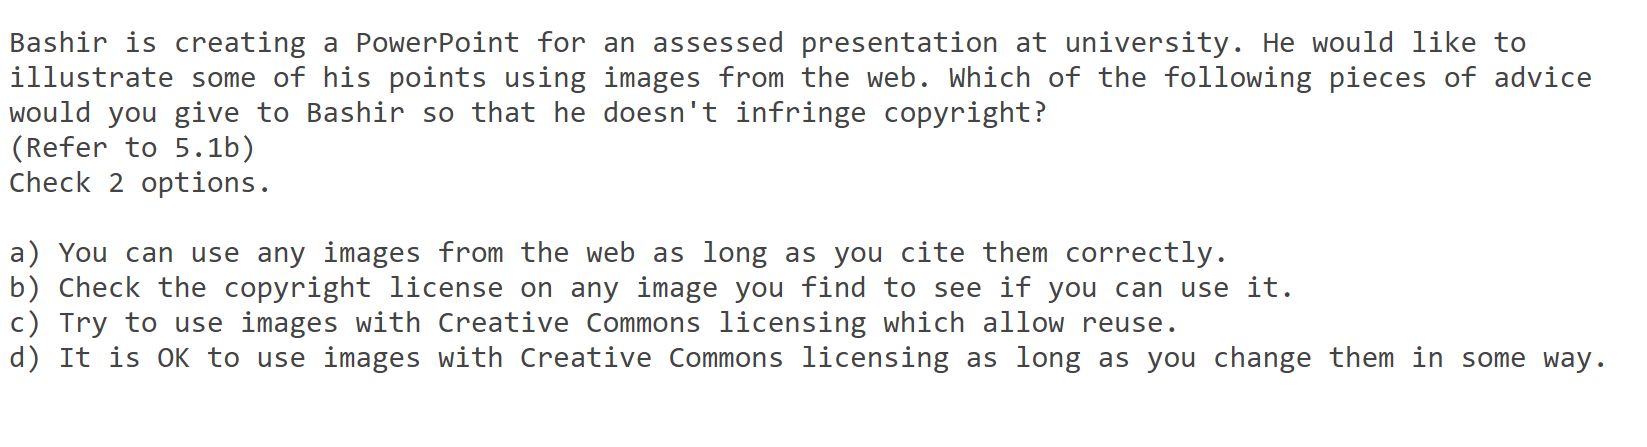 Bashir is creating a PowerPoint for an assessed presentation at university. He would like to
illustrate some of his points using images from the web. Which of the following pieces of advice
would you give to Bashir so that he doesn't infringe copyright?
(Refer to 5.1b)
Check 2 options.
a) You can use any images from the web as long as you cite them correctly.
b) Check the copyright license on any image you find to see if you can use it.
c) Try to use images with Creative Commons licensing which allow reuse.
d) It is OK to use images with Creative Commons licensing as long as you change them in some way.